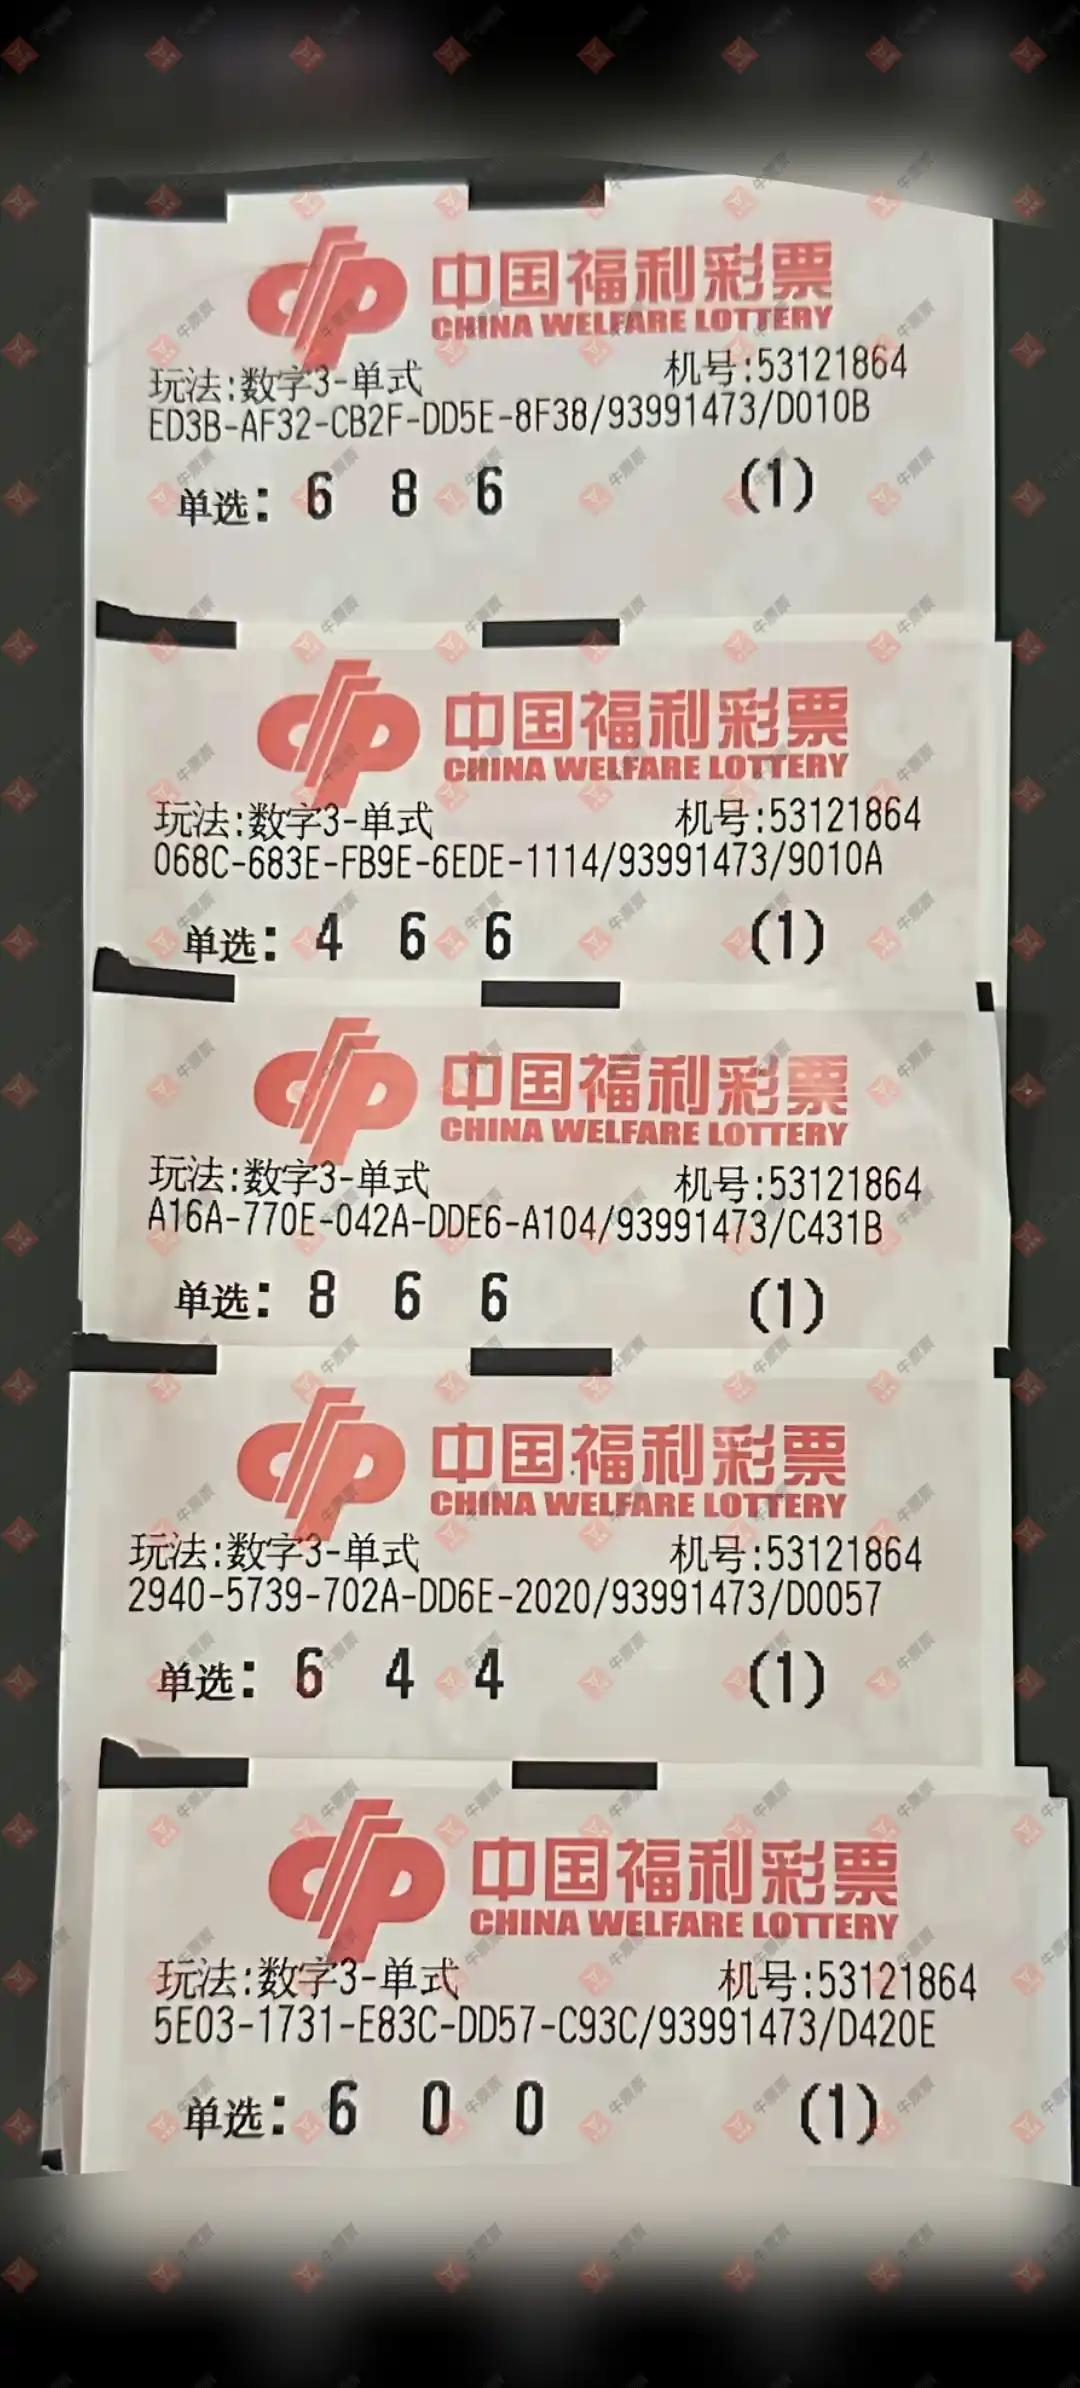 中国福利彩票
CHINA WELFARE LOTTERY
玩法:数字3-单式 机号:53121864
ED3B-AF32-CB2F-DD5E-8F38/93991473/D010B
单选: 6 8 6 (1)
中国福利彩票
CHINA WELFARE LOTTERY
玩法:数字3-单式 机号:53121864
068C-683E-FB9E-6EDE-1114/93991473/9010A
单选: 4 6 6 (1)
中国福利彩票
CHINA WELFARE LOTTERY
玩法:数字3-单式 机号:53121864
A16A-770E-042A-DDE6-A104/93991473/C431B
单选: 8 6 6 (1)
中国福利彩票
CHINA WELFARE LOTTERY
玩法:数字3-单式 机号:53121864
2940-5739-702A-DD6E-2020/93991473/D0057
单选: 6 4 4 (1)
中国福利彩票
CHINA WELFARE LOTTERY
玩法:数字3-单式 机号:53121864
5E03-1731-E83C-DD57-C93C/93991473/D420E
单选: 6 0 0 (1)